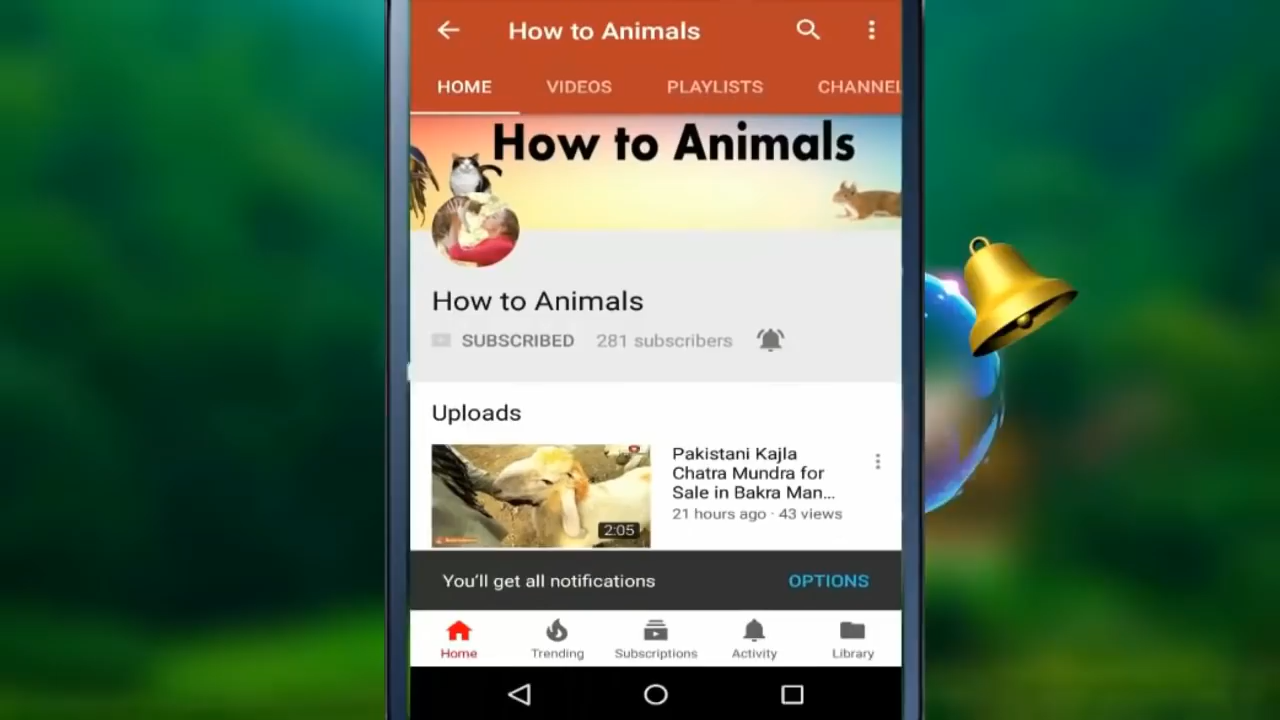 How to Animals
HOME VIDEOS PLAYLISTS CHANNEL
How to Animals
How to Animals
SUBSCRIBED 281 subscribers
Uploads
Pakistani Kajla
Chatra Mundra for
Sale in Bakra Man...
21 hours ago · 43 views
2:05
You'll get all notifications OPTIONS
Home Trending Subscriptions Activity Library